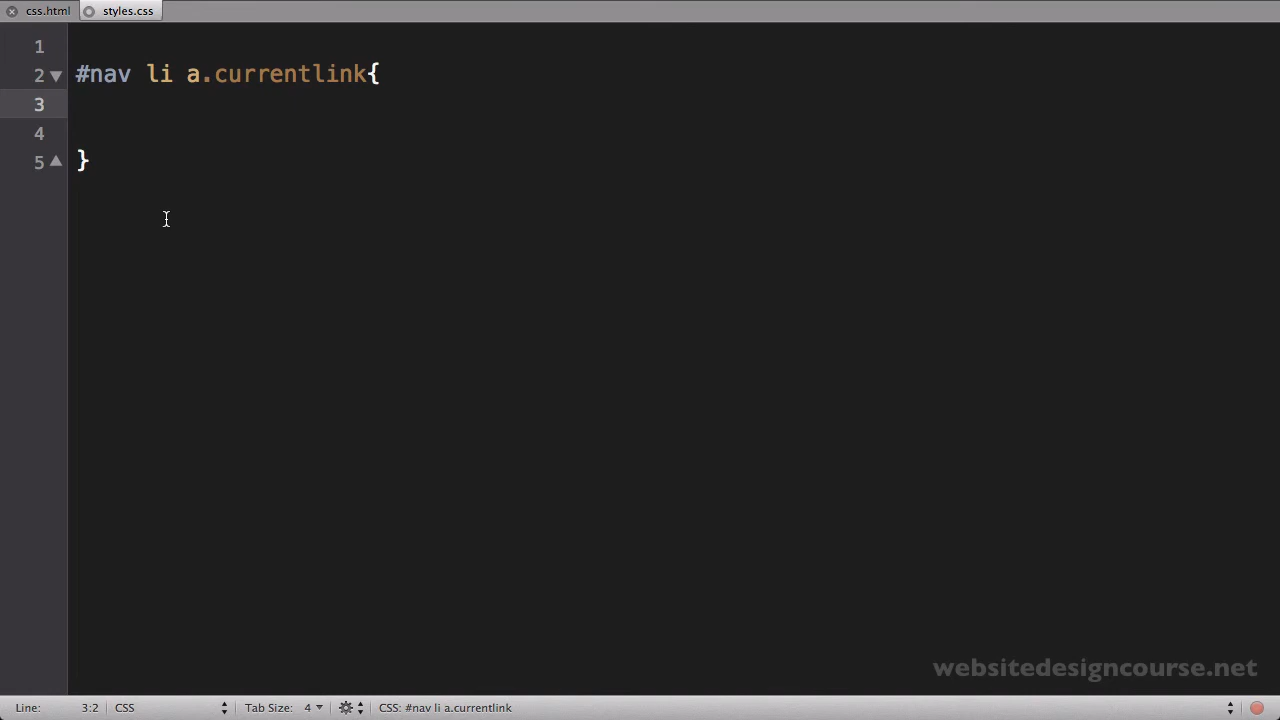 css.html styles.css
1
2 #nav li a.currentlink{
3
4
5 }
websitedesigncourse.net
Line: 3:2 CSS Tab Size: 4 CSS: #nav li a.currentlink